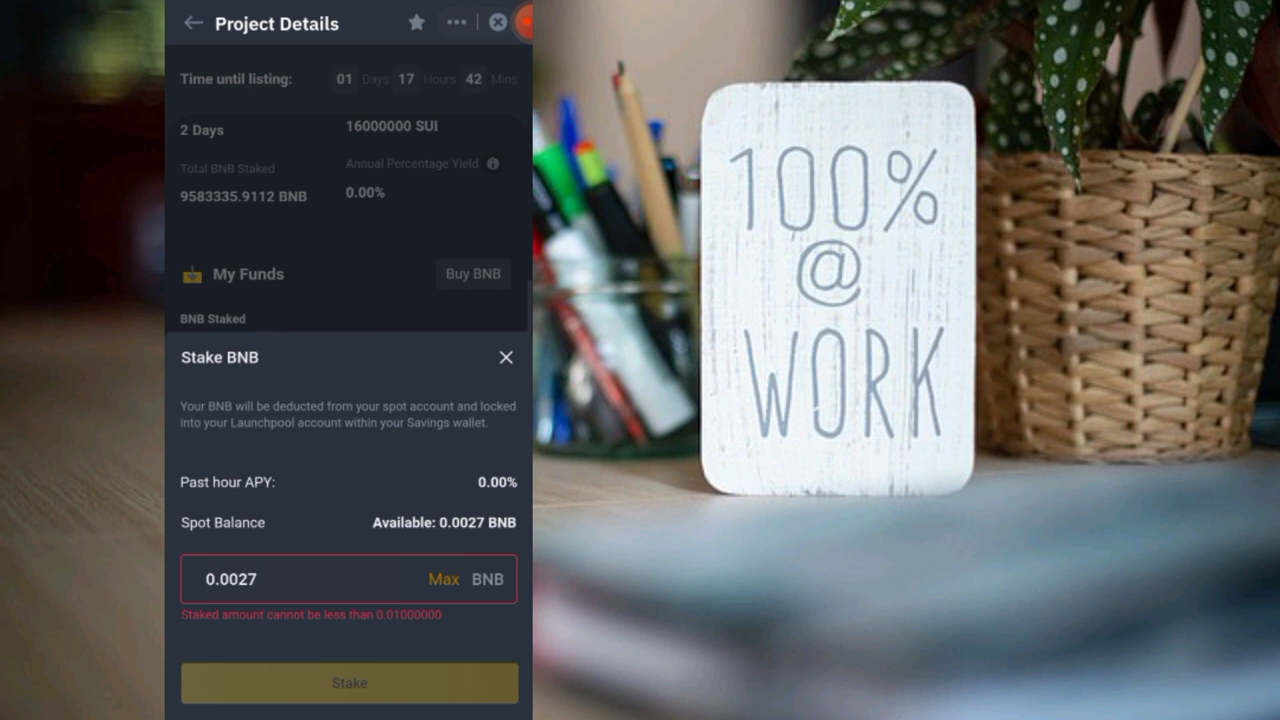 Project Details
Time until listing: 01 Days 17 Hours 42 Mins
2 Days 16000000 SUI
Total BNB Staked Annual Percentage Yield
9583335.9112 BNB 0.00%
My Funds Buy BNB
BNB Staked
Stake BNB
Your BNB will be deducted from your spot account and locked
into your Launchpool account within your Savings wallet.
Past hour APY: 0.00%
Spot Balance Available: 0.0027 BNB
0.0027 Max BNB
Staked amount cannot be less than 0.01000000
Stake
100%
@
WORK